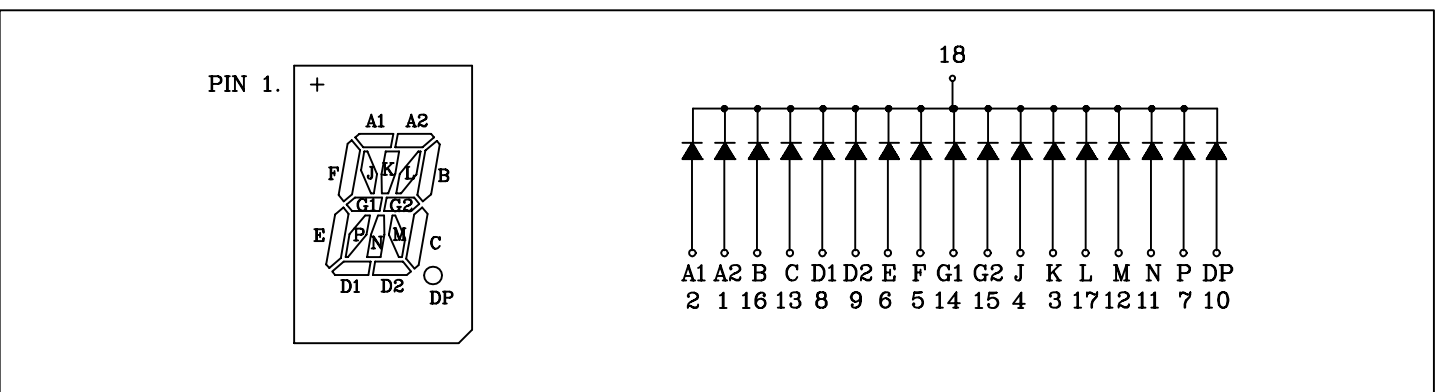 18
PIN 1. +
A1 A2
F J K L B
G1 G2
E P N M C
D1 D2
DP
A1 A2 B C D1 D2 E F G1 G2 J K L M N P DP
2 1 16 13 8 9 6 5 14 15 4 3 17 12 11 7 10